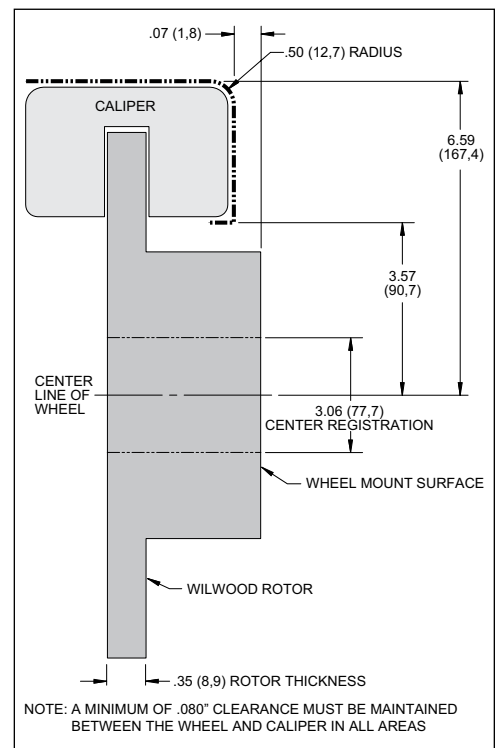 .07 (1,8)
.50 (12,7) RADIUS
CALIPER
6.59
(167,4)
3.57
(90,7)
CENTER
LINE OF
WHEEL
3.06 (77,7)
CENTER REGISTRATION
WHEEL MOUNT SURFACE
WILWOOD ROTOR
.35 (8,9) ROTOR THICKNESS
NOTE: A MINIMUM OF .080" CLEARANCE MUST BE MAINTAINED
BETWEEN THE WHEEL AND CALIPER IN ALL AREAS